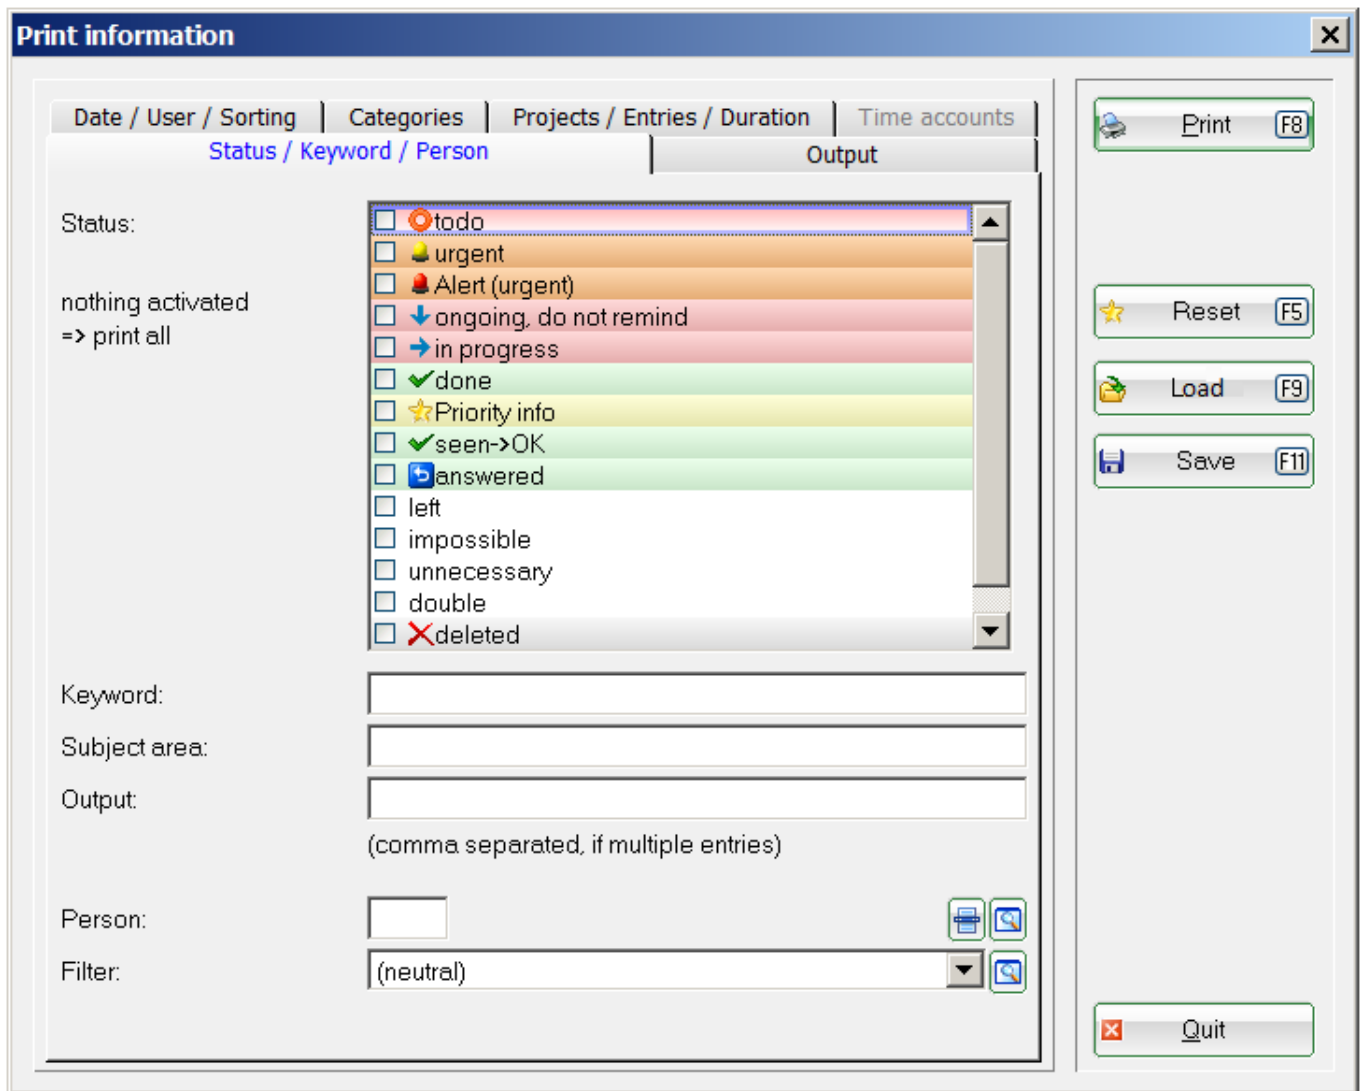 Print information
Date / User / Sorting
Categories
Projects / Entries / Duration
Time accounts
Status / Keyword / Person
Output
Status:
nothing activated
=> print all
todo
urgent
Alert (urgent)
ongoing, do not remind
in progress
done
Priority info
seen->OK
answered
left
impossible
unnecessary
double
deleted
Keyword:
Subject area:
Output:
(comma separated, if multiple entries)
Person:
Filter:
(neutral)
Print F8
Reset F5
Load F9
Save F11
Quit